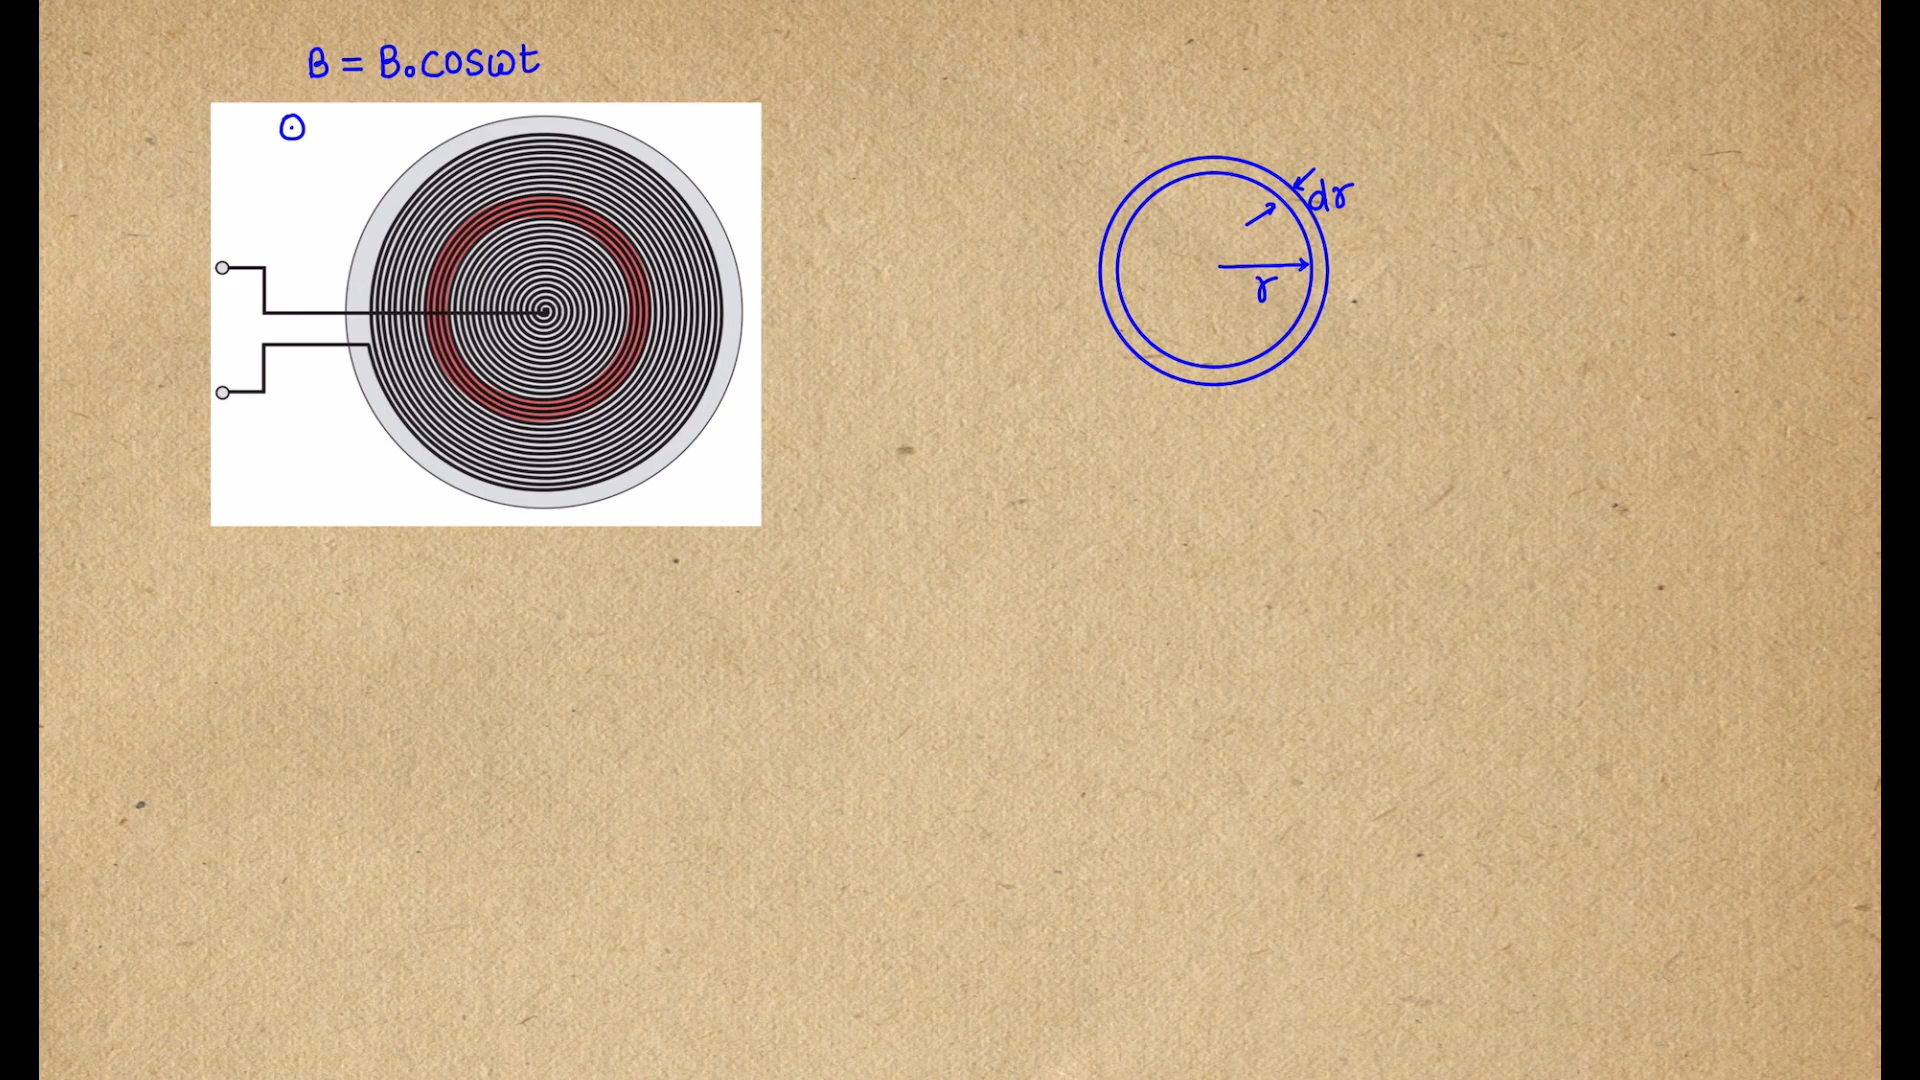 B = B₀cosωt
dr
r